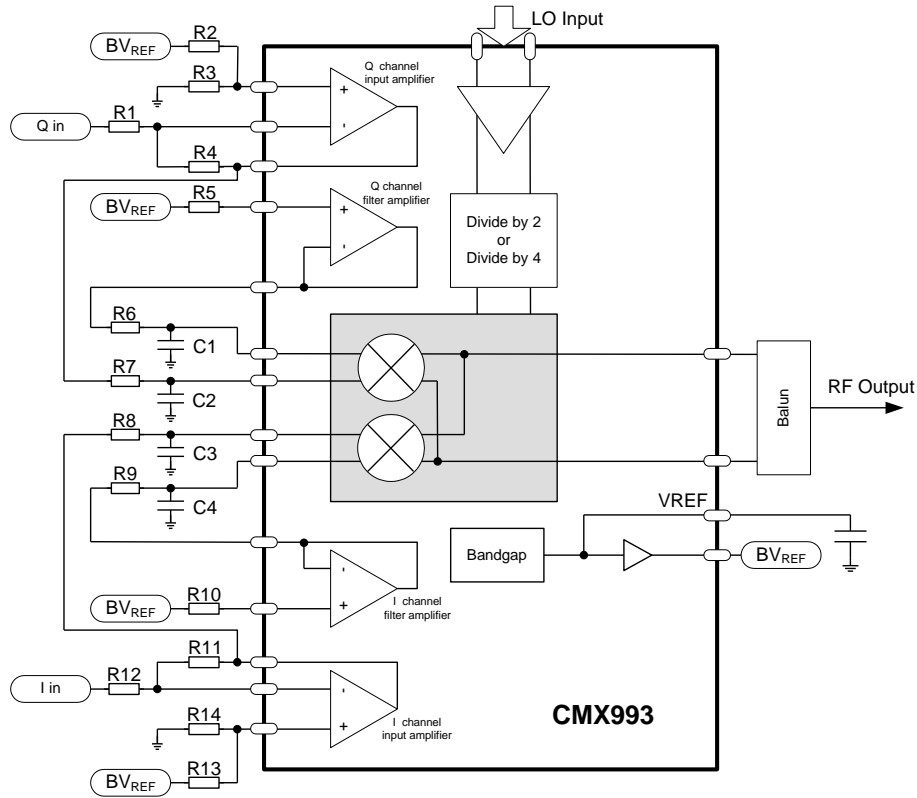 LO Input
BVREF
R2
R3
Q in
R1
R4
BVREF
R5
Q channel
input amplifier
+
-
Q channel
filter amplifier
+
-
Divide by 2
or
Divide by 4
R6
C1
R7
C2
R8
C3
R9
C4
Balun
RF Output
VREF
Bandgap
BVREF
-
+
I channel
filter amplifier
BVREF
R10
R11
I in
R12
-
+
I channel
input amplifier
R14
BVREF
R13
CMX993